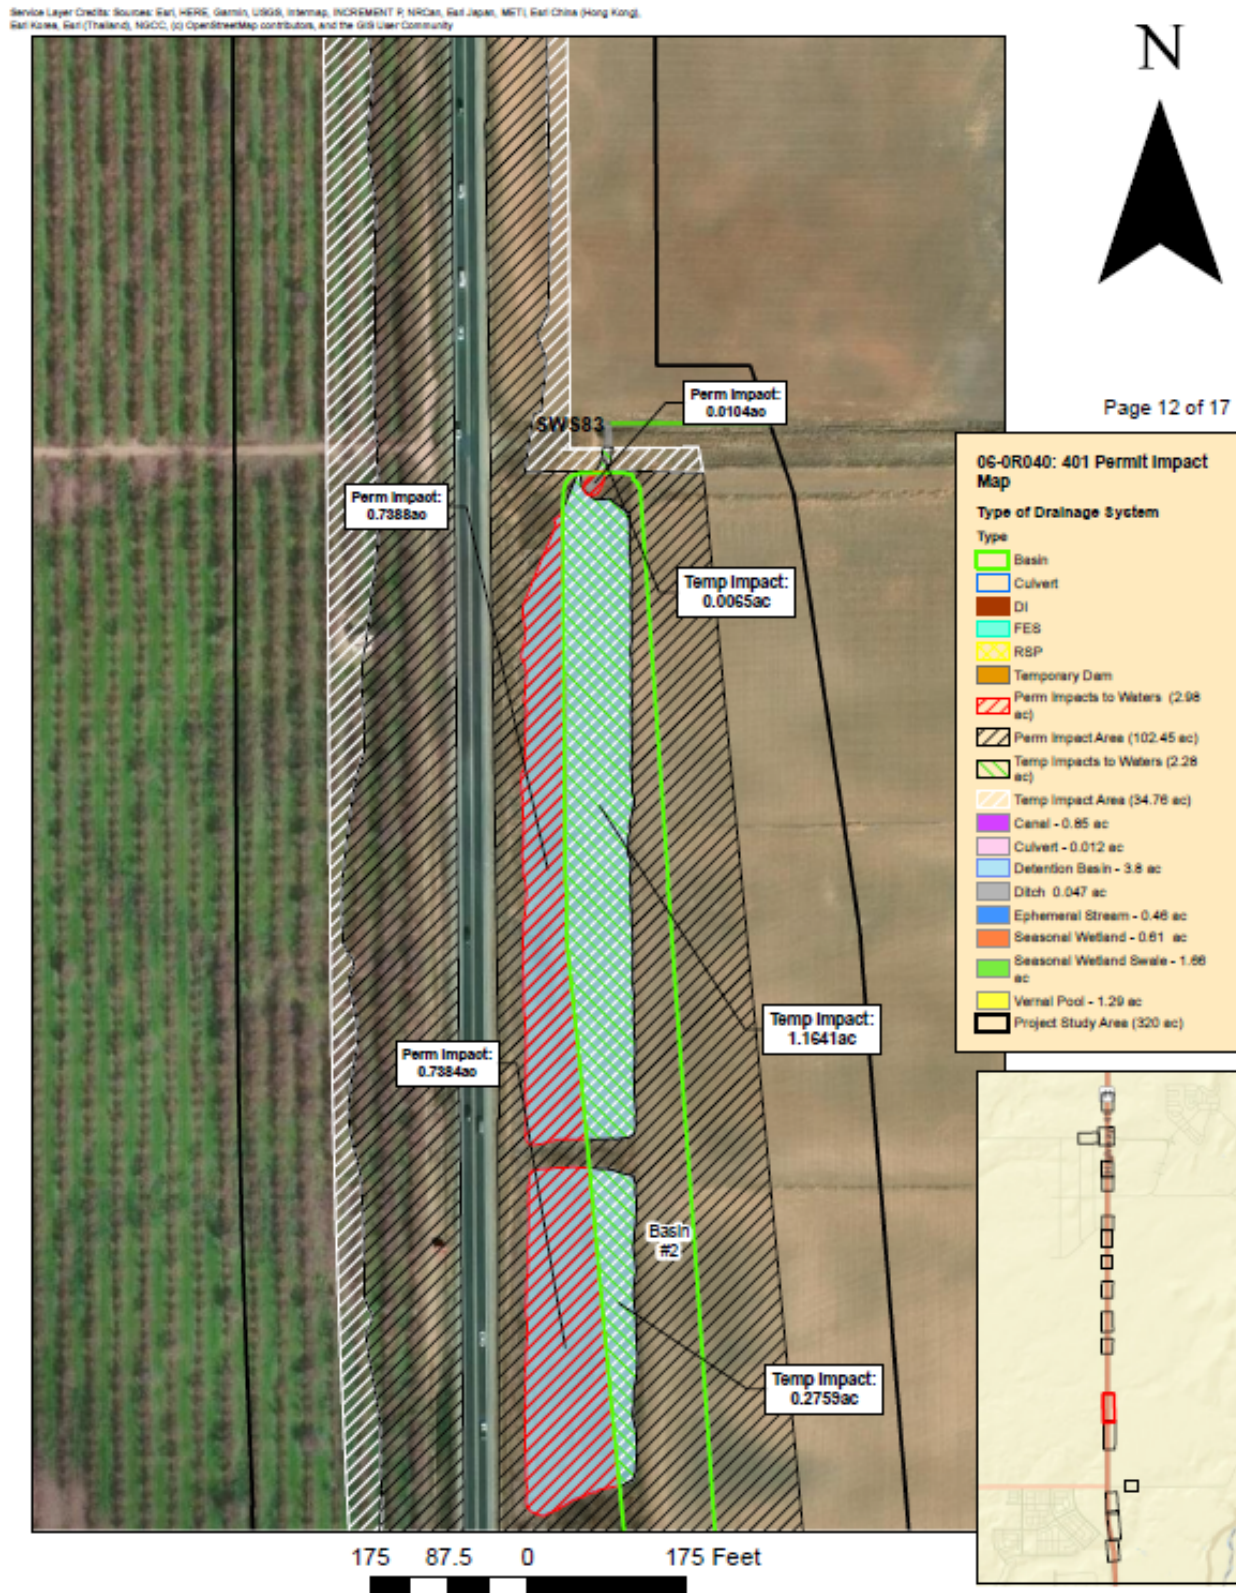 Service Layer Credits: Sources: Esri, HERE, Garmin, USGS, Intermap, INCREMENT P, NRCan, Esri Japan, METI, Esri China (Hong Kong),
Esri Korea, Esri (Thailand), NGCC, (c) OpenStreetMap contributors, and the GIS User Community
N
Page 12 of 17
Perm Impact:
0.0104ac
SWS83
Perm Impact:
0.7388ac
Temp Impact:
0.0065ac
Temp Impact:
1.1641ac
Perm Impact:
0.7384ac
Basin
#2
Temp Impact:
0.2759ac
06-0R040: 401 Permit Impact
Map
Type of Drainage System
Type
Basin
Culvert
DI
FES
RSP
Temporary Dam
Perm Impacts to Waters (2.98
ac)
Perm Impact Area (102.45 ac)
Temp Impacts to Waters (2.28
ac)
Temp Impact Area (34.76 ac)
Canal - 0.85 ac
Culvert - 0.012 ac
Detention Basin - 3.8 ac
Ditch 0.047 ac
Ephemeral Stream - 0.46 ac
Seasonal Wetland - 0.61 ac
Seasonal Wetland Swale - 1.66
ac
Vernal Pool - 1.29 ac
Project Study Area (320 ac)
175 87.5 0 175 Feet